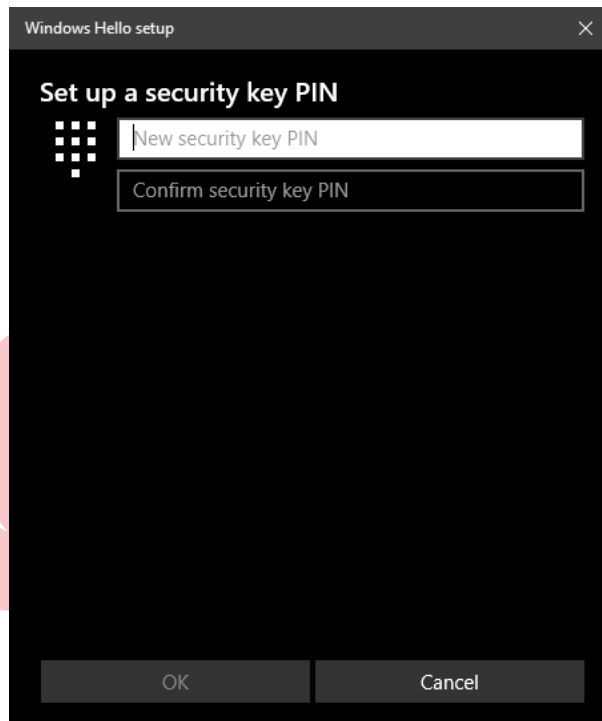 Windows Hello setup
Set up a security key PIN
New security key PIN
Confirm security key PIN
OK
Cancel